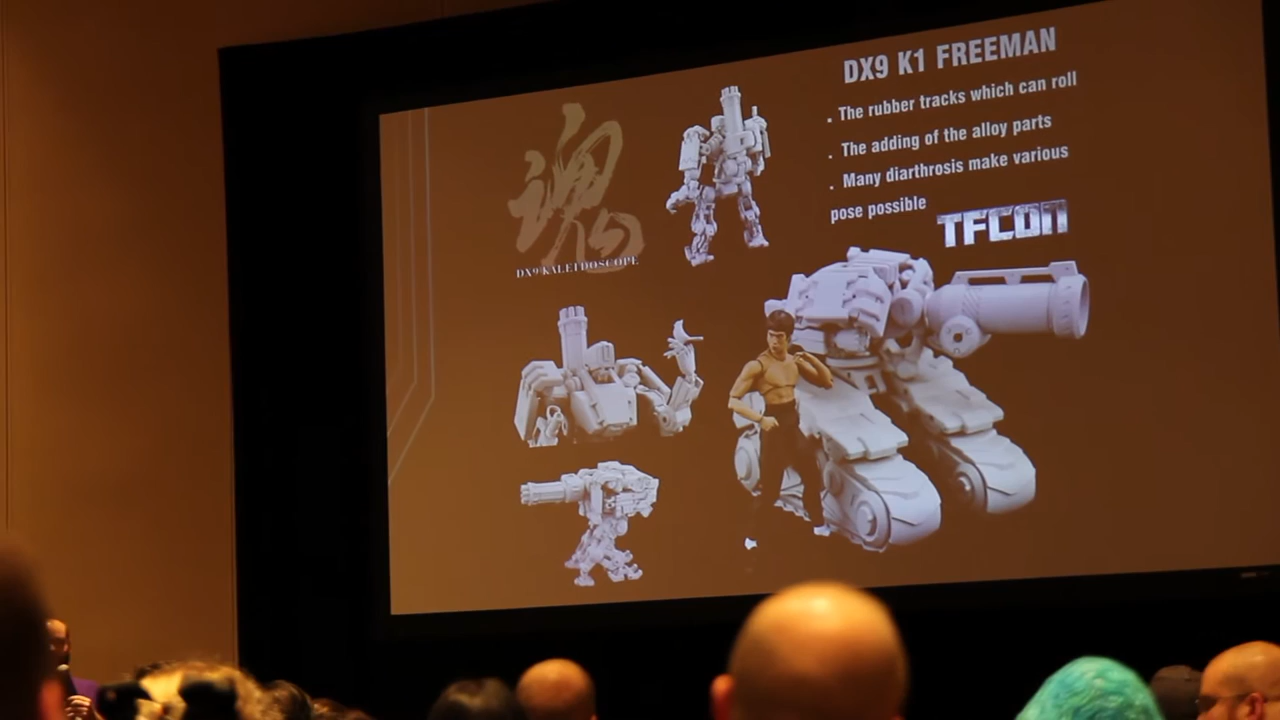 DX9 K1 FREEMAN
. The rubber tracks which can roll
. The adding of the alloy parts
. Many diarthrosis make various
pose possible
TFCON
魂
DX9 KALEIDOSCOPE